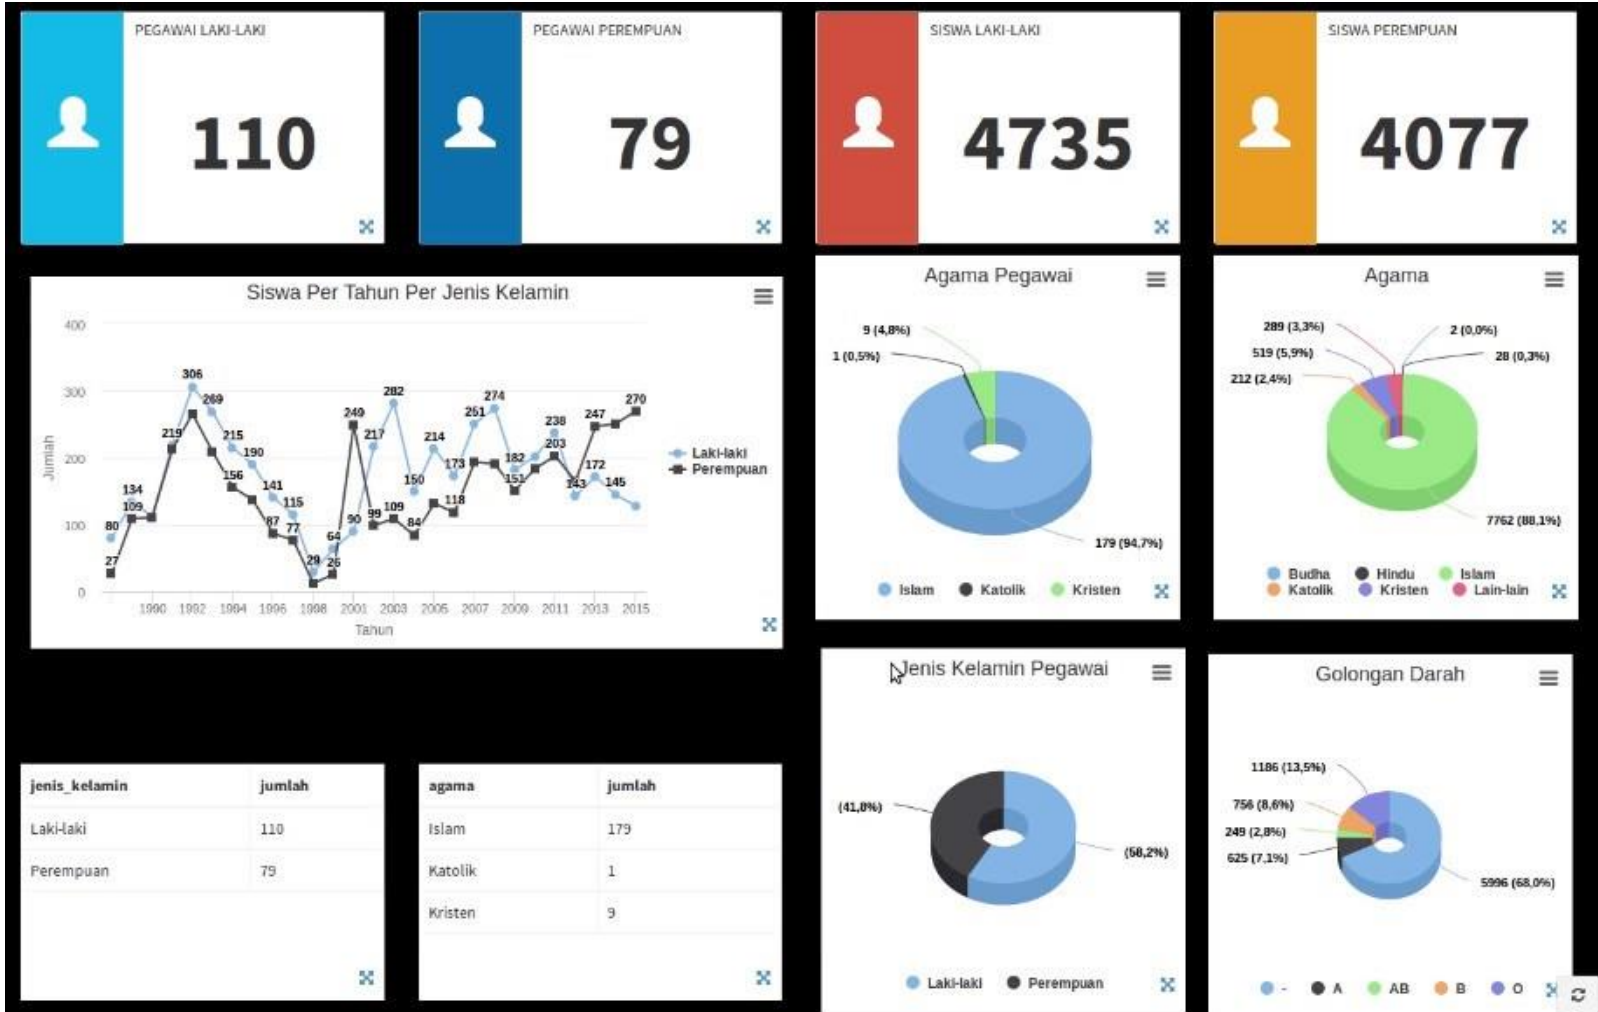 PEGAWAI LAKI-LAKI
110
PEGAWAI PEREMPUAN
79
SISWA LAKI-LAKI
4735
SISWA PEREMPUAN
4077
Siswa Per Tahun Per Jenis Kelamin
Jumlah
400
300
200
100
0
80
27
134
109
219
306
269
215
156
190
141
87
115
77
29
64
26
90
249
217
99
282
109
150
84
214
173
118
251
274
182
151
238
203
143
172
247
145
270
1990 1992 1994 1996 1998 2001 2003 2005 2007 2009 2011 2013 2015
Tahun
Laki-laki
Perempuan
Agama Pegawai
9 (4,8%)
1 (0,5%)
179 (94,7%)
Islam Katolik Kristen
Agama
289 (3,3%)
2 (0,0%)
519 (5,9%)
28 (0,3%)
212 (2,4%)
7762 (88,1%)
Budha Hindu Islam
Katolik Kristen Lain-lain
jenis_kelamin jumlah
Laki-laki 110
Perempuan 79
agama jumlah
Islam 179
Katolik 1
Kristen 9
Jenis Kelamin Pegawai
(41,8%)
(58,2%)
Laki-laki Perempuan
Golongan Darah
1186 (13,5%)
756 (8,6%)
249 (2,8%)
625 (7,1%)
5996 (68,0%)
- A AB B O